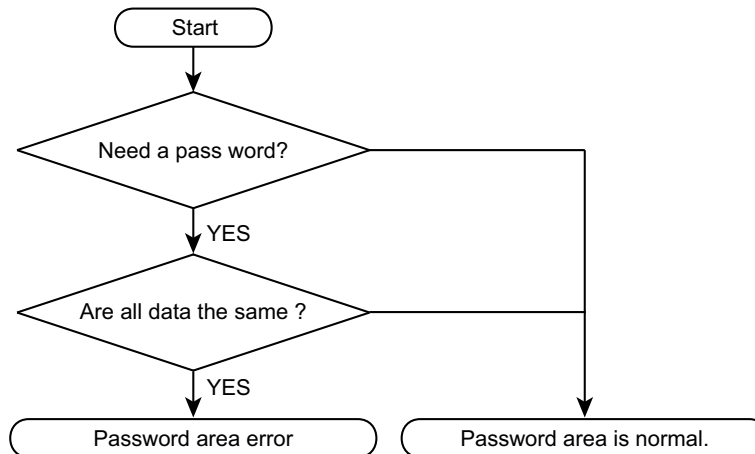 Start
Need a pass word?
YES
Are all data the same ?
YES
Password area error
Password area is normal.